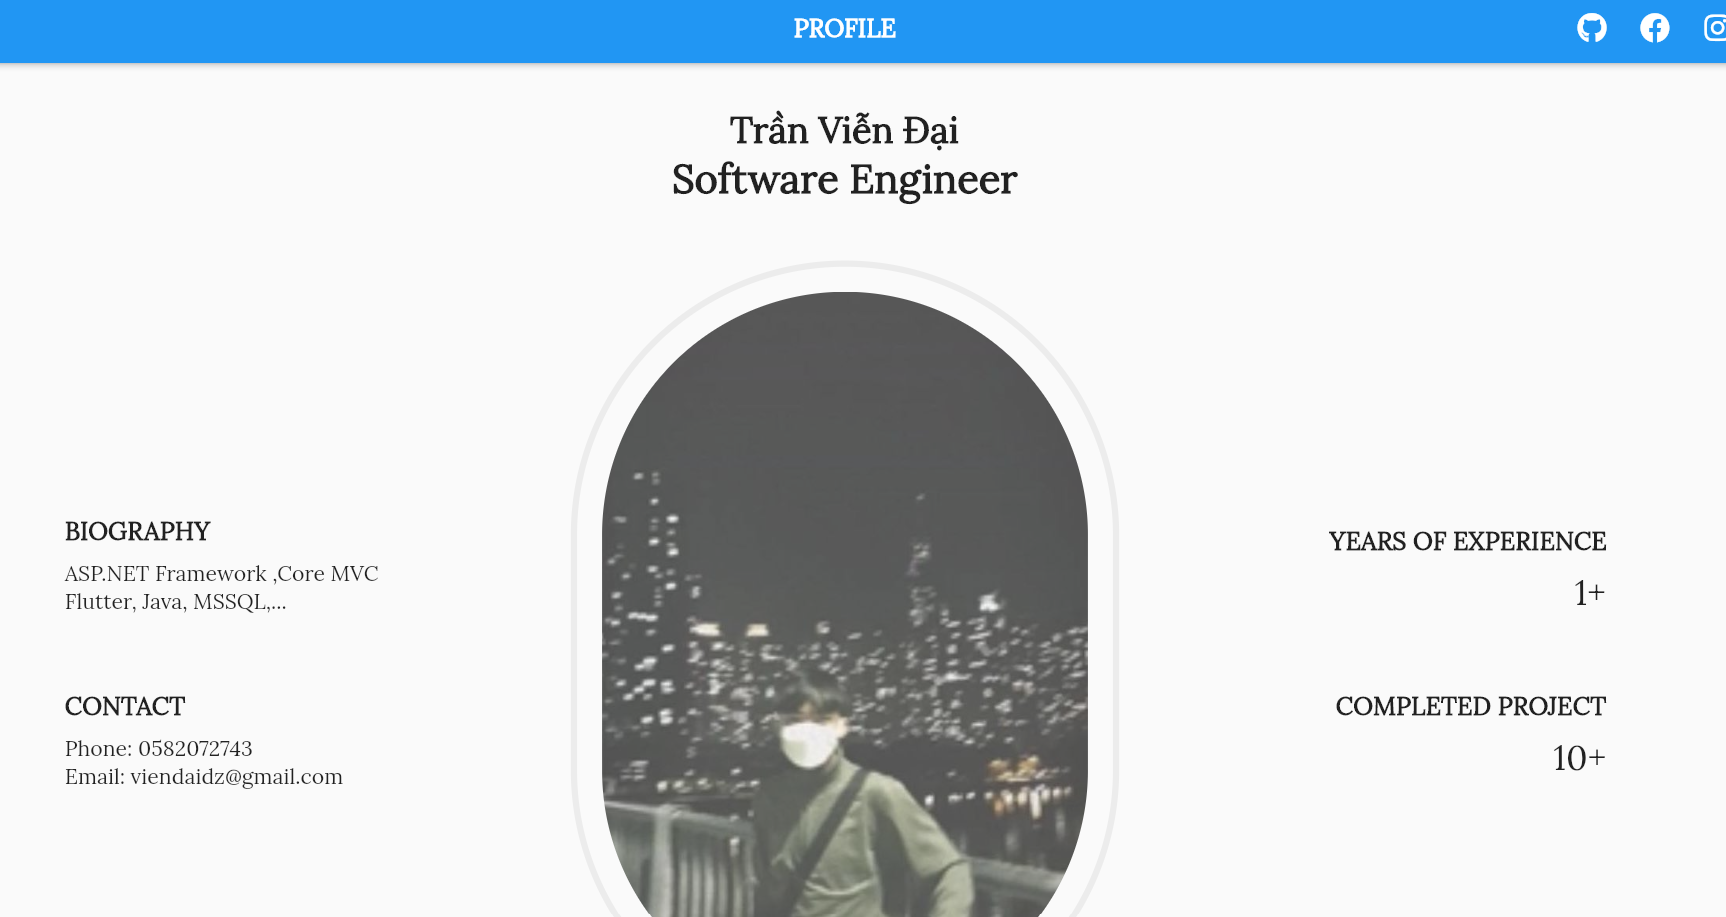 PROFILE
Trần Viễn Đại
Software Engineer
BIOGRAPHY
ASP.NET Framework ,Core MVC
Flutter, Java, MSSQL,...
CONTACT
Phone: 0582072743
Email: viendaidz@gmail.com
YEARS OF EXPERIENCE
1+
COMPLETED PROJECT
10+